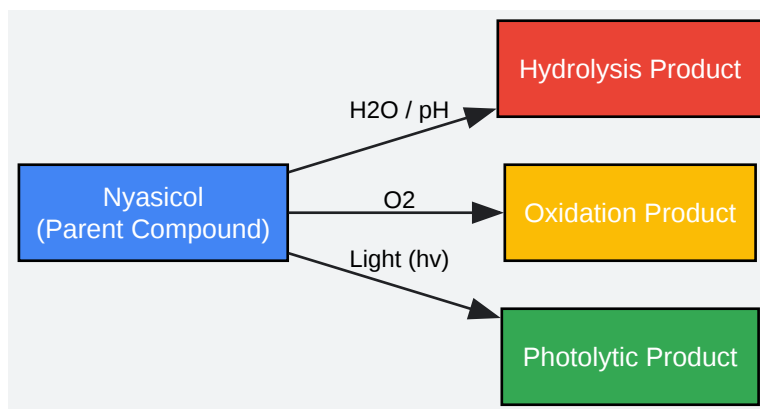 Hydrolysis Product
H2O / pH
Nyasicol
(Parent Compound)
O2
Oxidation Product
Light (hv)
Photolytic Product